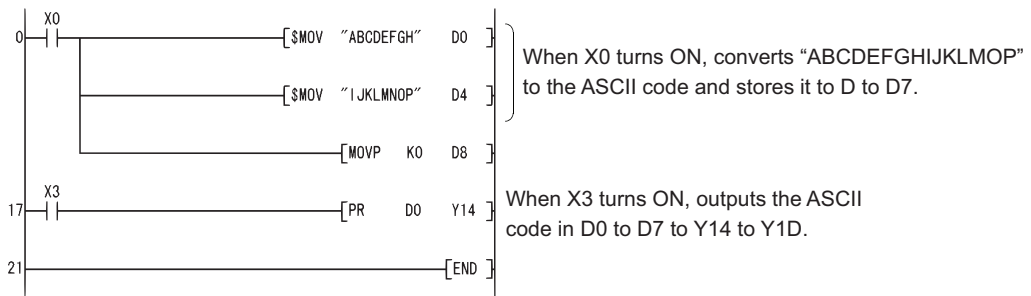 X0
0 [$MOV "ABCDEFGH" D0 ]
When X0 turns ON, converts “ABCDEFGHIJKLMOP”
to the ASCII code and stores it to D to D7.
[$MOV "IJKLMNOP" D4 ]
[MOVP K0 D8 ]
X3
17 [PR D0 Y14 ]
When X3 turns ON, outputs the ASCII
code in D0 to D7 to Y14 to Y1D.
21 [END ]